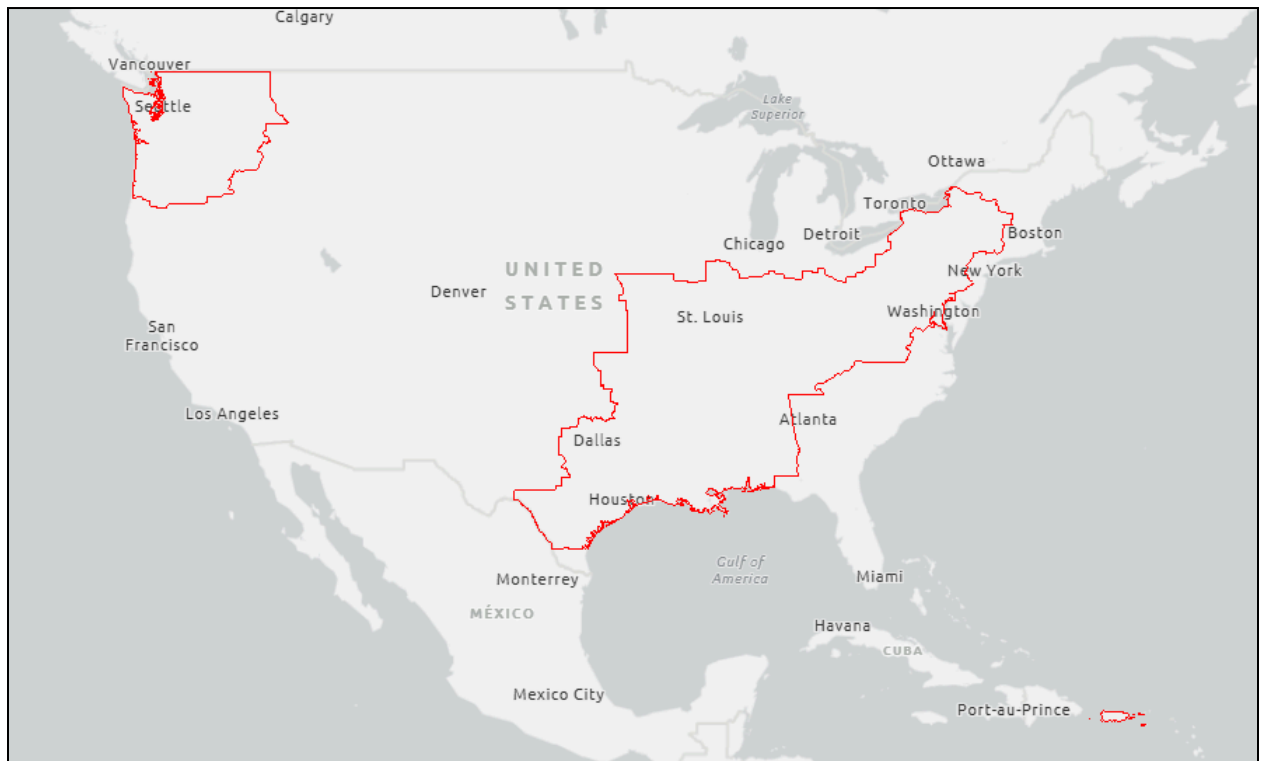 Calgary
Vancouver
Seattle
Lake
Superior
Ottawa
Toronto
Boston
Detroit
Chicago
New York
UNITED
STATES
Denver
Washington
St. Louis
San
Francisco
Los Angeles
Atlanta
Dallas
Houston
Gulf of
America
Miami
Monterrey
MÉXICO
Havana
CUBA
Mexico City
Port-au-Prince